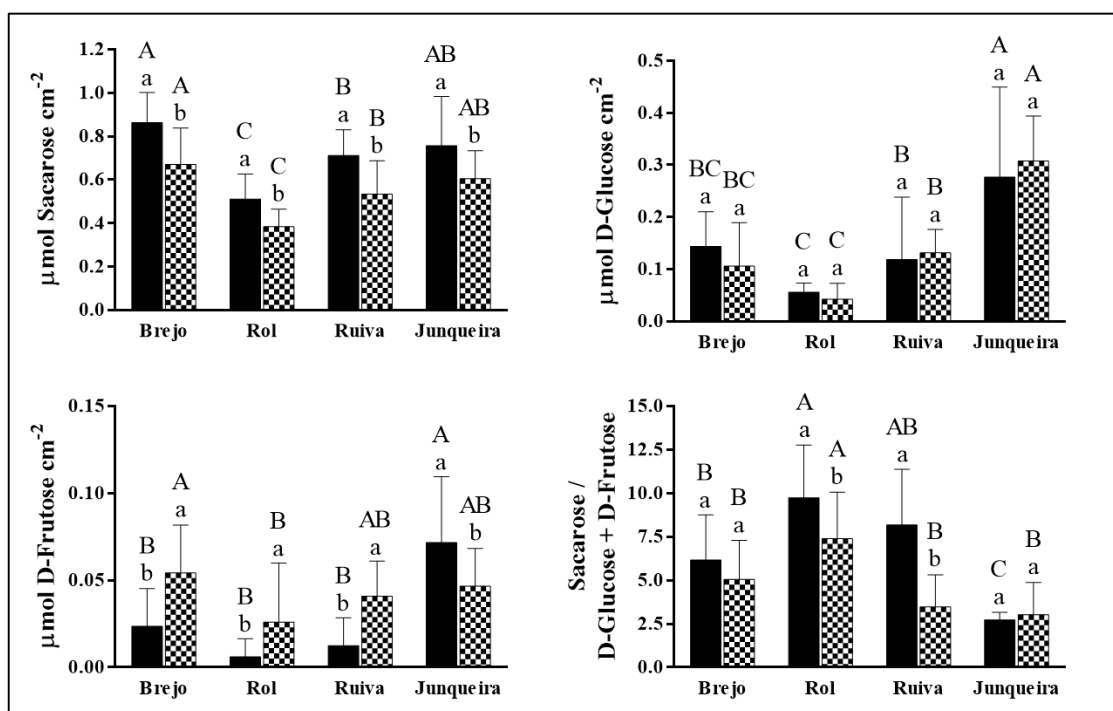 μmol Sacarose cm-2
1.2
1.0
0.8
0.6
0.4
0.2
0.0
A A C C B B AB AB
a b a b a b a b
Brejo Rol Ruiva Junqueira
μmol D-Glucose cm-2
0.5
0.4
0.3
0.2
0.1
0.0
BC BC C C B B A A
a a a a a a a a
Brejo Rol Ruiva Junqueira
μmol D-Frutose cm-2
0.15
0.10
0.05
0.00
B A B B B AB A AB
b a b a b a a b
Brejo Rol Ruiva Junqueira
Sacarose /
D-Glucose + D-Frutose
15.0
12.5
10.0
7.5
5.0
2.5
0.0
B B A A AB B C B
a a a b a b a a
Brejo Rol Ruiva Junqueira